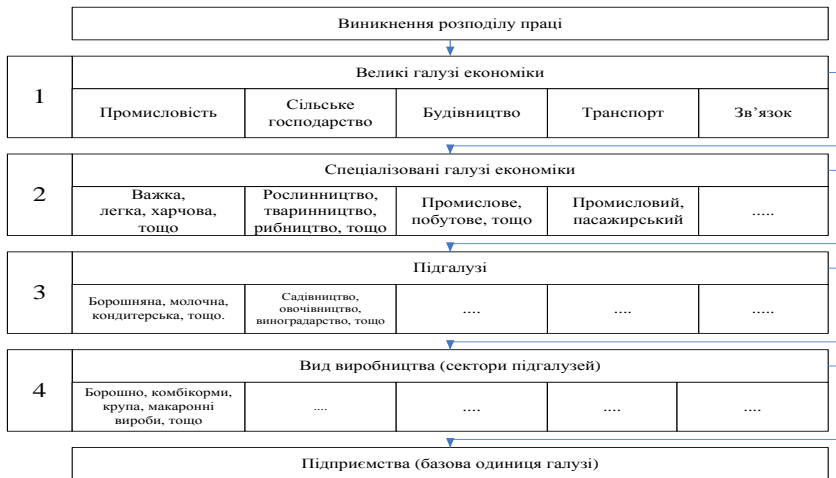 Виникнення розподілу праці
1
Великі галузі економіки
Промисловість
Сільське
господарство
Будівництво
Транспорт
Зв’язок
2
Спеціалізовані галузі економіки
Важка,
легка, харчова,
тощо
Рослинництво,
тваринництво,
рибництво, тощо
Промислове,
побутове, тощо
Промисловий,
пасажирський
.....
3
Підгалузі
Борошняна, молочна,
кондитерська, тощо.
Садівництво,
овочівництво,
виноградарство, тощо
....
....
.....
4
Вид виробництва (сектори підгалузей)
Борошно, комбікорми,
крупа, макаронні
вироби, тощо
....
....
....
....
Підприємства (базова одиниця галузі)